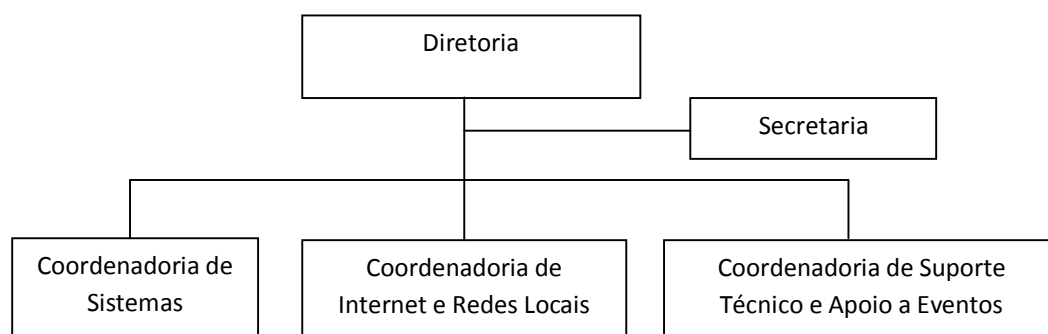 Diretoria
Secretaria
Coordenadoria de
Sistemas
Coordenadoria de
Internet e Redes Locais
Coordenadoria de Suporte
Técnico e Apoio a Eventos